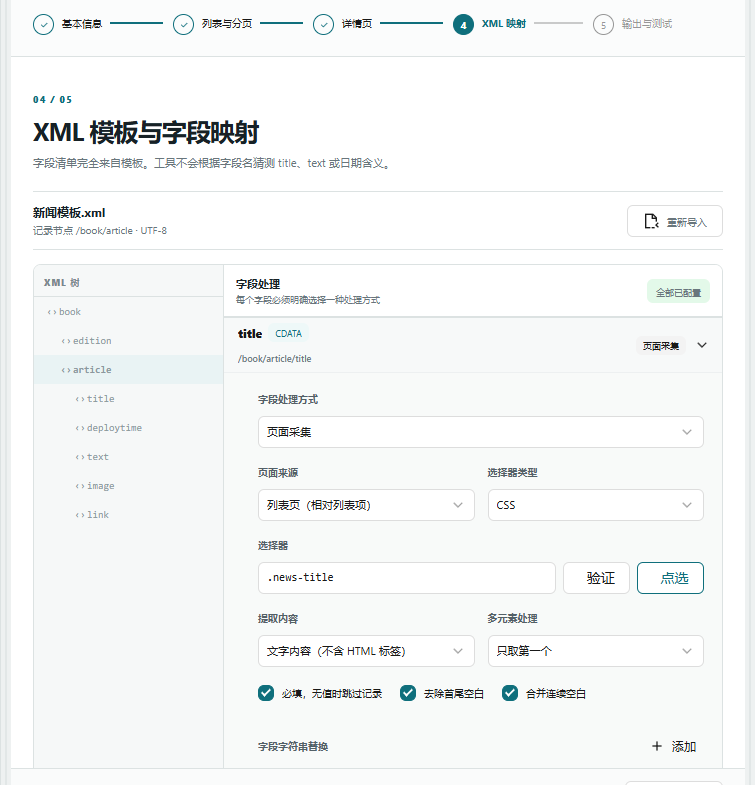 基本信息 列表与分页 详情页 4 XML 映射 5 输出与测试
04 / 05
XML 模板与字段映射
字段清单完全来自模板。工具不会根据字段名猜测 title、text 或日期含义。
新闻模板.xml
记录节点 /book/article · UTF-8
重新导入
XML 树
‹›book
‹›edition
‹›article
‹›title
‹›deploytime
‹›text
‹›image
‹›link
字段处理
每个字段必须明确选择一种处理方式
全部已配置
title CDATA
/book/article/title
页面采集
字段处理方式
页面采集
页面来源 选择器类型
列表页（相对列表项） CSS
选择器
.news-title 验证 点选
提取内容 多元素处理
文字内容（不含 HTML 标签） 只取第一个
必填，无值时跳过记录 去除首尾空白 合并连续空白
字段字符串替换 + 添加